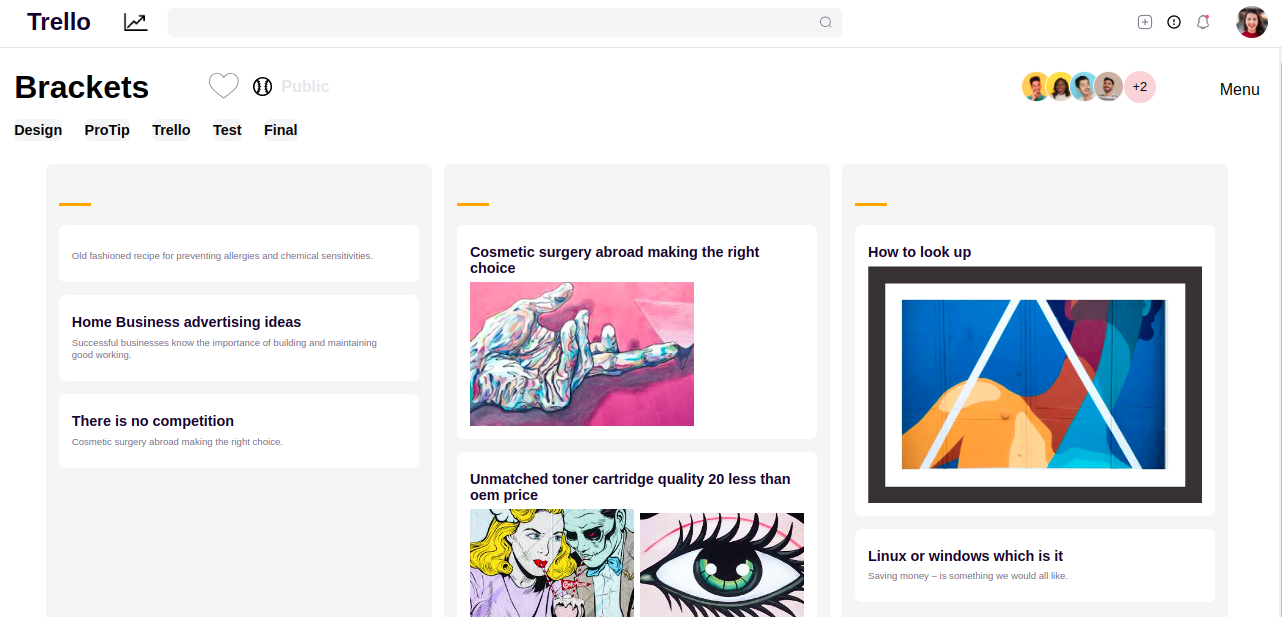 Trello
Brackets
Public
+2
Menu
Design ProTip Trello Test Final
Old fashioned recipe for preventing allergies and chemical sensitivities.
Home Business advertising ideas
Successful businesses know the importance of building and maintaining
good working.
There is no competition
Cosmetic surgery abroad making the right choice.
Cosmetic surgery abroad making the right
choice
Unmatched toner cartridge quality 20 less than
oem price
How to look up
Linux or windows which is it
Saving money – is something we would all like.